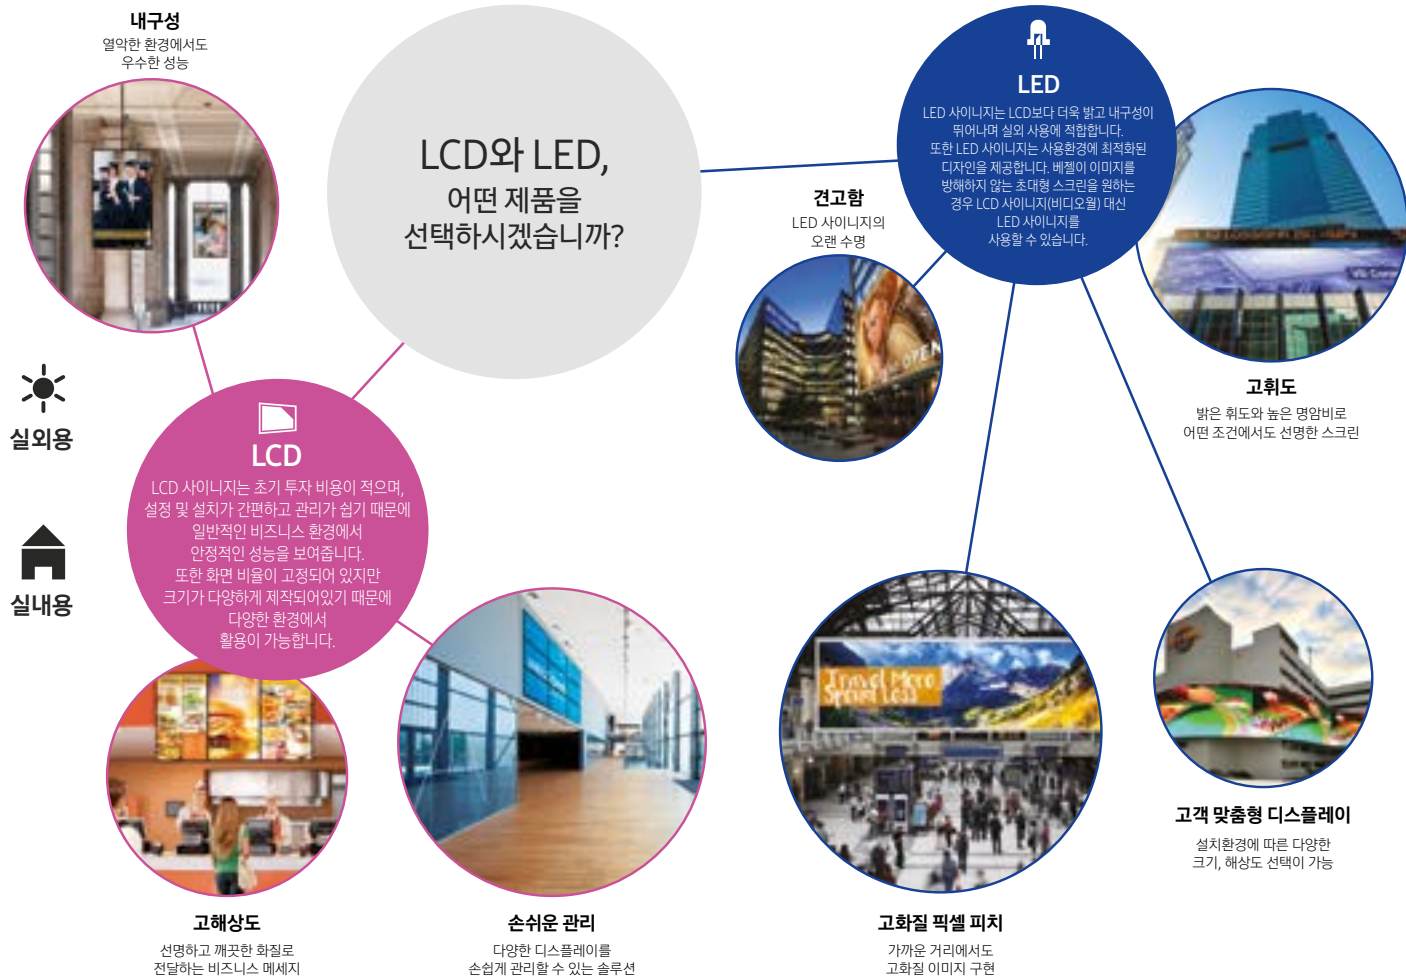 내구성
열악한 환경에서도
우수한 성능
LCD와 LED,
어떤 제품을
선택하시겠습니까?
LED
LED 사이니지는 LCD보다 더욱 밝고 내구성이
뛰어나며 실외 사용에 적합합니다.
또한 LED 사이니지는 사용환경에 최적화된
디자인을 제공합니다. 베젤이 이미지를
방해하지 않는 초대형 스크린을 원하는
경우 LCD 사이니지(비디오월) 대신
LED 사이니지를
사용할 수 있습니다.
견고함
LED 사이니지의
오랜 수명
OPEN
고휘도
밝은 휘도와 높은 명암비로
어떤 조건에서도 선명한 스크린
실외용
실내용
LCD
LCD 사이니지는 초기 투자 비용이 적으며,
설정 및 설치가 간편하고 관리가 쉽기 때문에
일반적인 비즈니스 환경에서
안정적인 성능을 보여줍니다.
또한 화면 비율이 고정되어 있지만
크기가 다양하게 제작되어있기 때문에
다양한 환경에서
활용이 가능합니다.
고해상도
선명하고 깨끗한 화질로
전달하는 비즈니스 메세지
손쉬운 관리
다양한 디스플레이를
손쉽게 관리할 수 있는 솔루션
Travel More
Spend Less
고화질 픽셀 피치
가까운 거리에서도
고화질 이미지 구현
고객 맞춤형 디스플레이
설치환경에 따른 다양한
크기, 해상도 선택이 가능